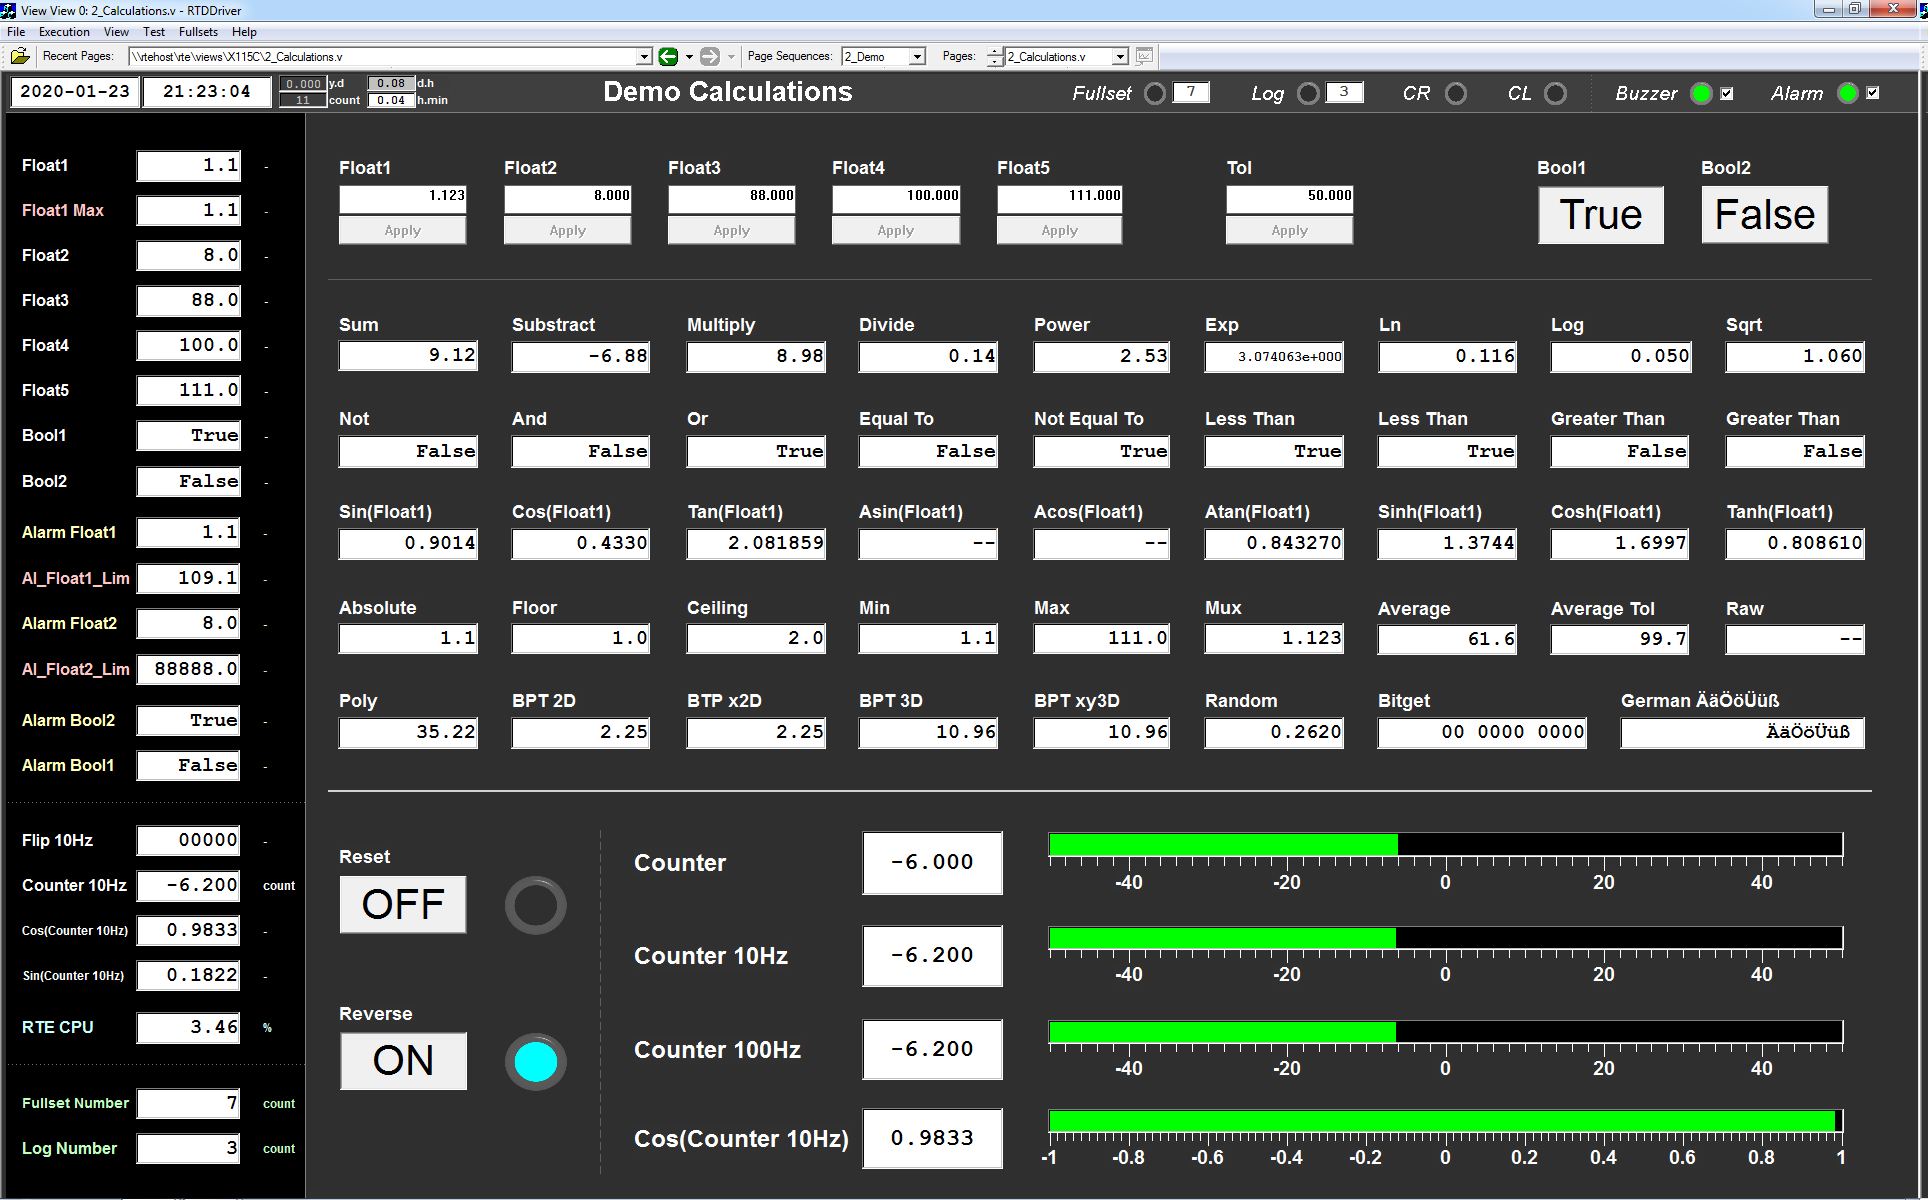 View View 0: 2_Calculations.v - RTDDriver
File Execution View Test Fullsets Help
Recent Pages: \\rtehost\rte\views\X115C\2_Calculations.v Page Sequences: 2_Demo Pages: 2_Calculations.v
2020-01-23 21:23:04 0.000 y.d 0.08 d.h Demo Calculations Fullset 7 Log 3 CR CL Buzzer Alarm
11 count 0.04 h.min
Float1 1.1 -
Float1 Max 1.1 -
Float2 8.0 -
Float3 88.0 -
Float4 100.0 -
Float5 111.0 -
Bool1 True -
Bool2 False -
Alarm Float1 1.1 -
Al_Float1_Lim 109.1 -
Alarm Float2 8.0 -
Al_Float2_Lim 88888.0 -
Alarm Bool2 True -
Alarm Bool1 False -
Flip 10Hz 00000 -
Counter 10Hz -6.200 count
Cos(Counter 10Hz) 0.9833 -
Sin(Counter 10Hz) 0.1822 -
RTE CPU 3.46 %
Fullset Number 7 count
Log Number 3 count
Float1 Float2 Float3 Float4 Float5 Tol Bool1 Bool2
1.123 8.000 88.000 100.000 111.000 50.000 True False
Apply Apply Apply Apply Apply Apply
Sum Substract Multiply Divide Power Exp Ln Log Sqrt
9.12 -6.88 8.98 0.14 2.53 3.074063e+000 0.116 0.050 1.060
Not And Or Equal To Not Equal To Less Than Less Than Greater Than Greater Than
False False True False True True True False False
Sin(Float1) Cos(Float1) Tan(Float1) Asin(Float1) Acos(Float1) Atan(Float1) Sinh(Float1) Cosh(Float1) Tanh(Float1)
0.9014 0.4330 2.081859 -- -- 0.843270 1.3744 1.6997 0.808610
Absolute Floor Ceiling Min Max Mux Average Average Tol Raw
1.1 1.0 2.0 1.1 111.0 1.123 61.6 99.7 --
Poly BPT 2D BTP x2D BPT 3D BPT xy3D Random Bitget German ÄäÖöÜüß
35.22 2.25 2.25 10.96 10.96 0.2620 00 0000 0000 ÄäÖöÜüß
Reset
OFF
Reverse
ON
Counter -6.000
-40 -20 0 20 40
Counter 10Hz -6.200
-40 -20 0 20 40
Counter 100Hz -6.200
-40 -20 0 20 40
Cos(Counter 10Hz) 0.9833
-1 -0.8 -0.6 -0.4 -0.2 0 0.2 0.4 0.6 0.8 1